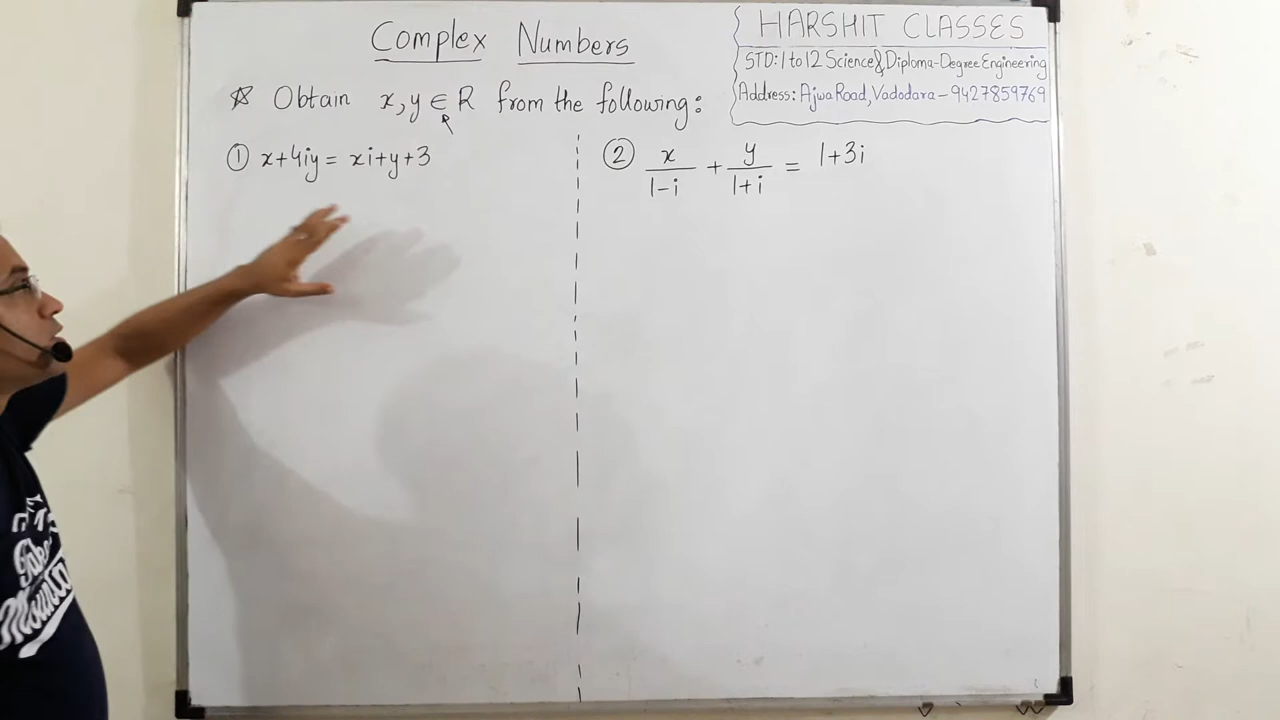 Complex Numbers
HARSHIT CLASSES
STD: 1 to 12 Science & Diploma-Degree Engineering
Address: Ajwa Road, Vadodara - 9427859769
☆ Obtain x, y ∈ R from the following:
① x+4iy = xi+y+3
② x/(1-i) + y/(1+i) = 1+3i
Take